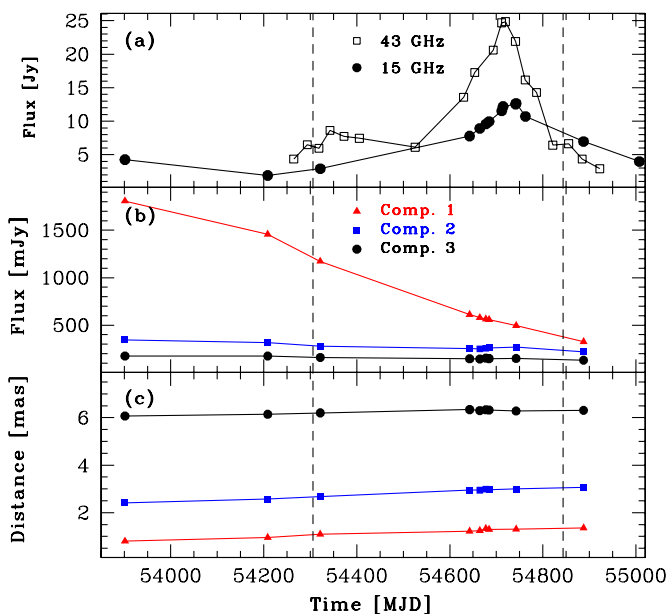 25
20
15
10
5
Flux [Jy]
(a)
43 GHz
15 GHz
1500
1000
500
Flux [mJy]
(b)
Comp. 1
Comp. 2
Comp. 3
6
4
2
Distance [mas]
(c)
54000 54200 54400 54600 54800 55000
Time [MJD]